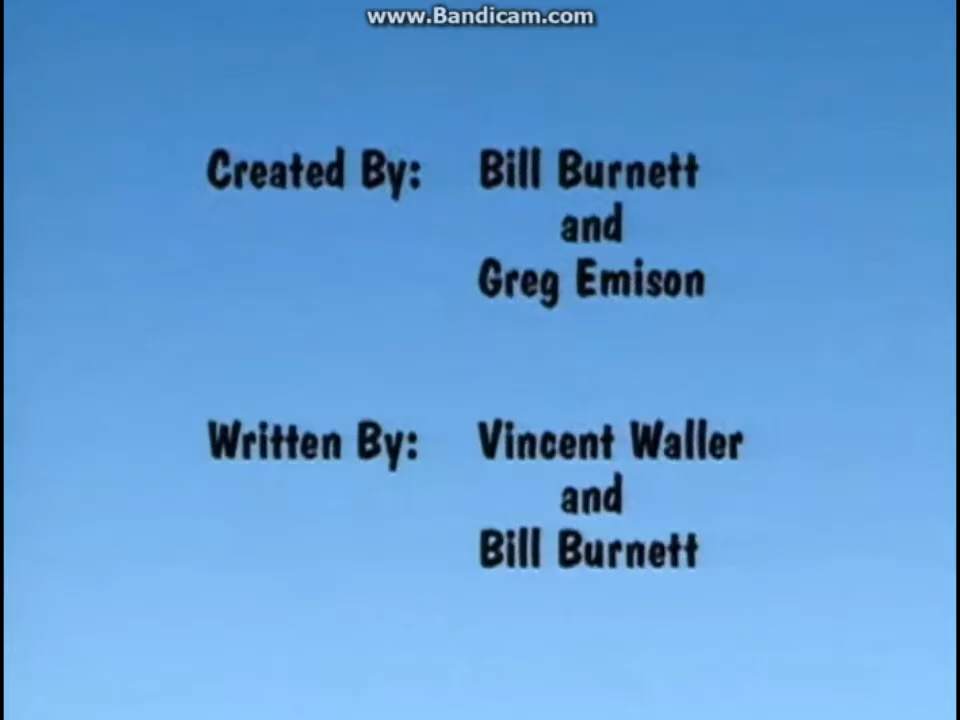 www.Bandicam.com
Created By: Bill Burnett
and
Greg Emison
Written By: Vincent Waller
and
Bill Burnett